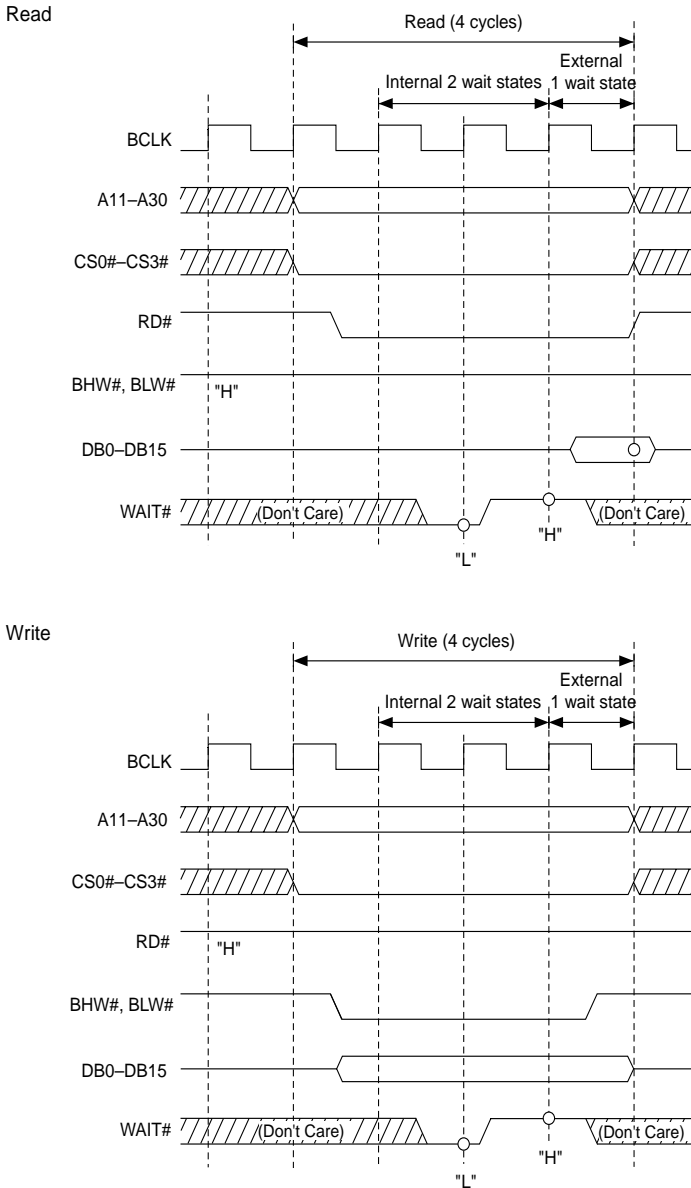 Read
Read (4 cycles)
External
Internal 2 wait states 1 wait state
BCLK
A11–A30
CS0#–CS3#
RD#
BHW#, BLW# "H"
DB0–DB15
WAIT# (Don't Care) (Don't Care)
"H"
"L"
Write
Write (4 cycles)
External
Internal 2 wait states 1 wait state
BCLK
A11–A30
CS0#–CS3#
RD# "H"
BHW#, BLW#
DB0–DB15
WAIT# (Don't Care) (Don't Care)
"H"
"L"